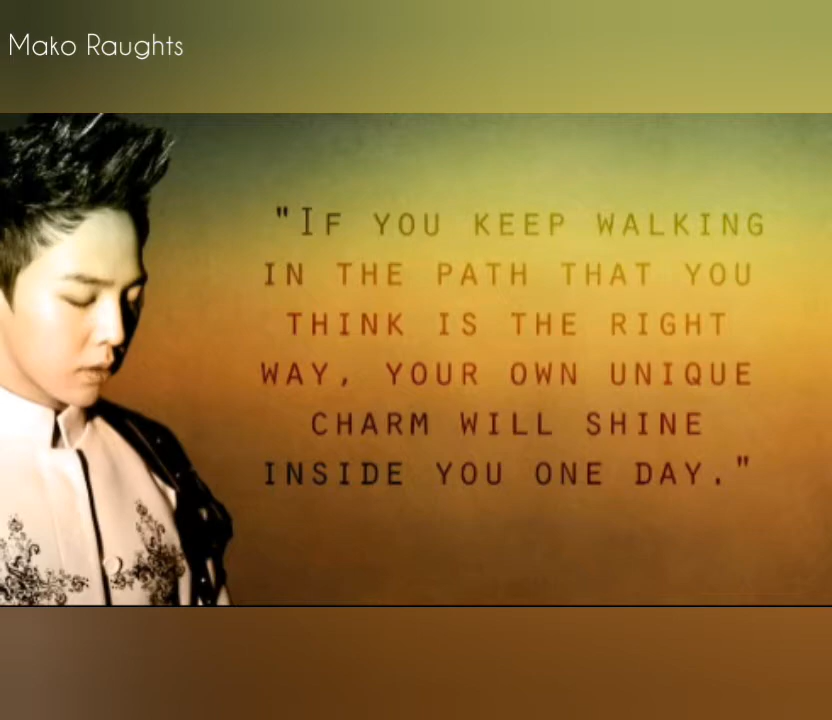 Mako Raughts
"If you keep walking
in the path that you
think is the right
way, your own unique
charm will shine
inside you one day."